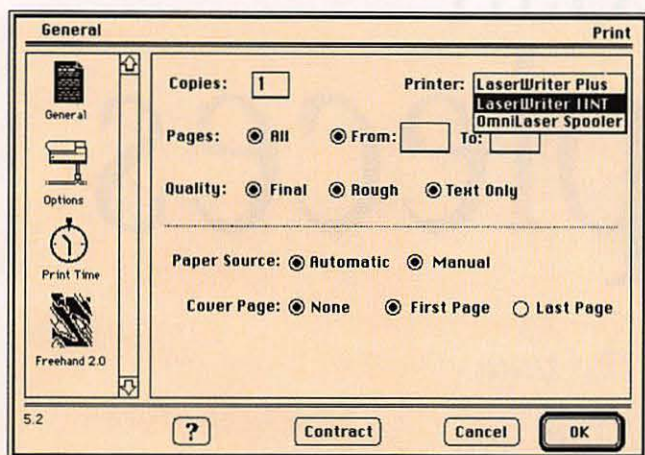 General Print
General
Options
Print Time
Freehand 2.0
Copies: 1 Printer: LaserWriter Plus
LaserWriter IINT
OmniLaser Spooler
Pages: All From: To:
Quality: Final Rough Text Only
Paper Source: Automatic Manual
Cover Page: None First Page Last Page
5.2 ? Contract Cancel OK